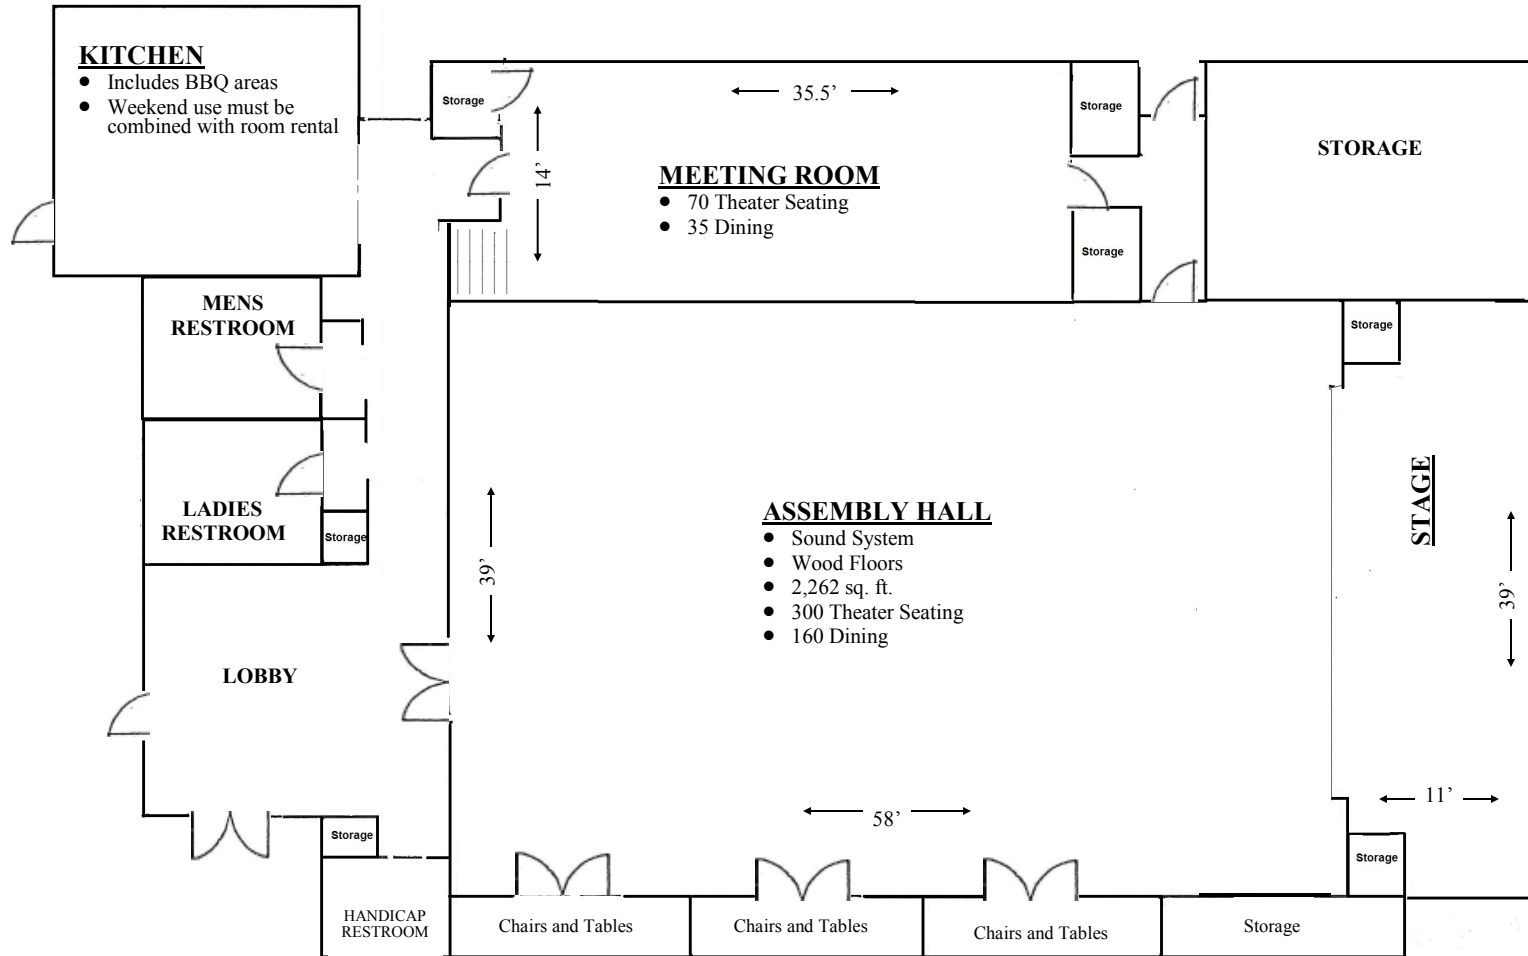 KITCHEN
● Includes BBQ areas
● Weekend use must be
combined with room rental
Storage
35.5’
14’
MEETING ROOM
● 70 Theater Seating
● 35 Dining
Storage
Storage
STORAGE
MENS
RESTROOM
LADIES
RESTROOM
Storage
Storage
STAGE
39’
11’
39’
ASSEMBLY HALL
● Sound System
● Wood Floors
● 2,262 sq. ft.
● 300 Theater Seating
● 160 Dining
58’
LOBBY
Storage
Storage
HANDICAP
RESTROOM
Chairs and Tables
Chairs and Tables
Chairs and Tables
Storage